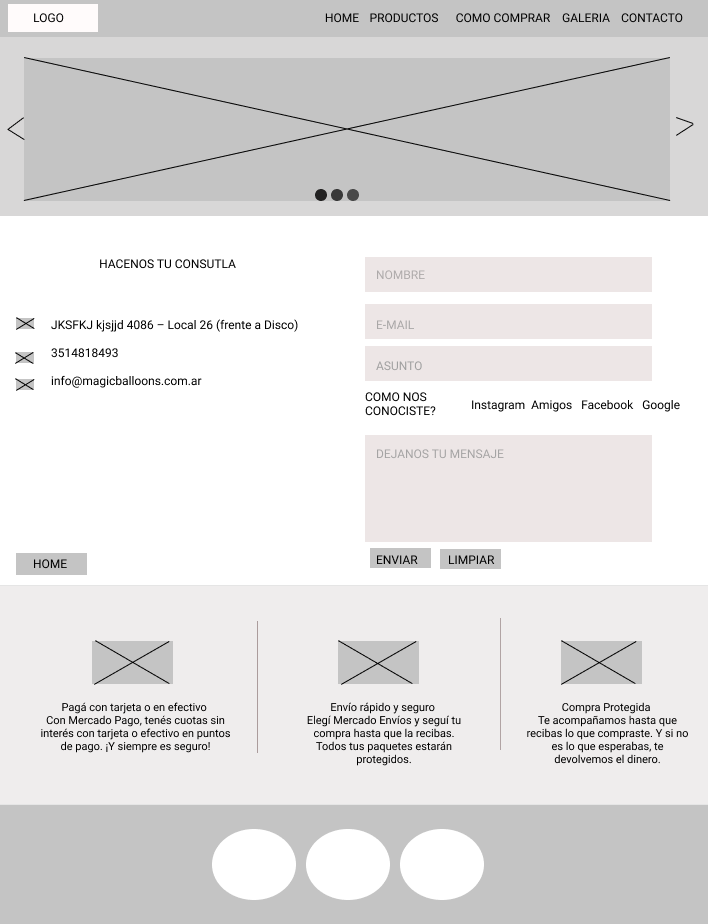 LOGO
HOME PRODUCTOS COMO COMPRAR GALERIA CONTACTO
HACENOS TU CONSUTLA
JKSFKJ kjsjjd 4086 – Local 26 (frente a Disco)
3514818493
info@magicballoons.com.ar
HOME
NOMBRE
E-MAIL
ASUNTO
COMO NOS
CONOCISTE?
Instagram Amigos Facebook Google
DEJANOS TU MENSAJE
ENVIAR LIMPIAR
Pagá con tarjeta o en efectivo
Con Mercado Pago, tenés cuotas sin
interés con tarjeta o efectivo en puntos
de pago. ¡Y siempre es seguro!
Envío rápido y seguro
Elegí Mercado Envíos y seguí tu
compra hasta que la recibas.
Todos tus paquetes estarán
protegidos.
Compra Protegida
Te acompañamos hasta que
recibas lo que compraste. Y si no
es lo que esperabas, te
devolvemos el dinero.